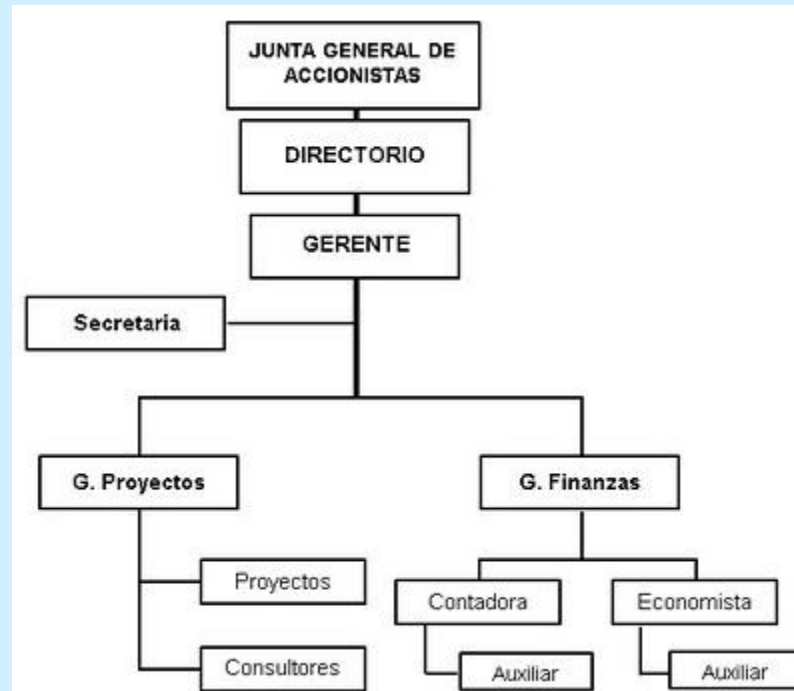 JUNTA GENERAL DE
ACCIONISTAS
DIRECTORIO
GERENTE
Secretaria
G. Proyectos
G. Finanzas
Proyectos
Contadora
Economista
Consultores
Auxiliar
Auxiliar